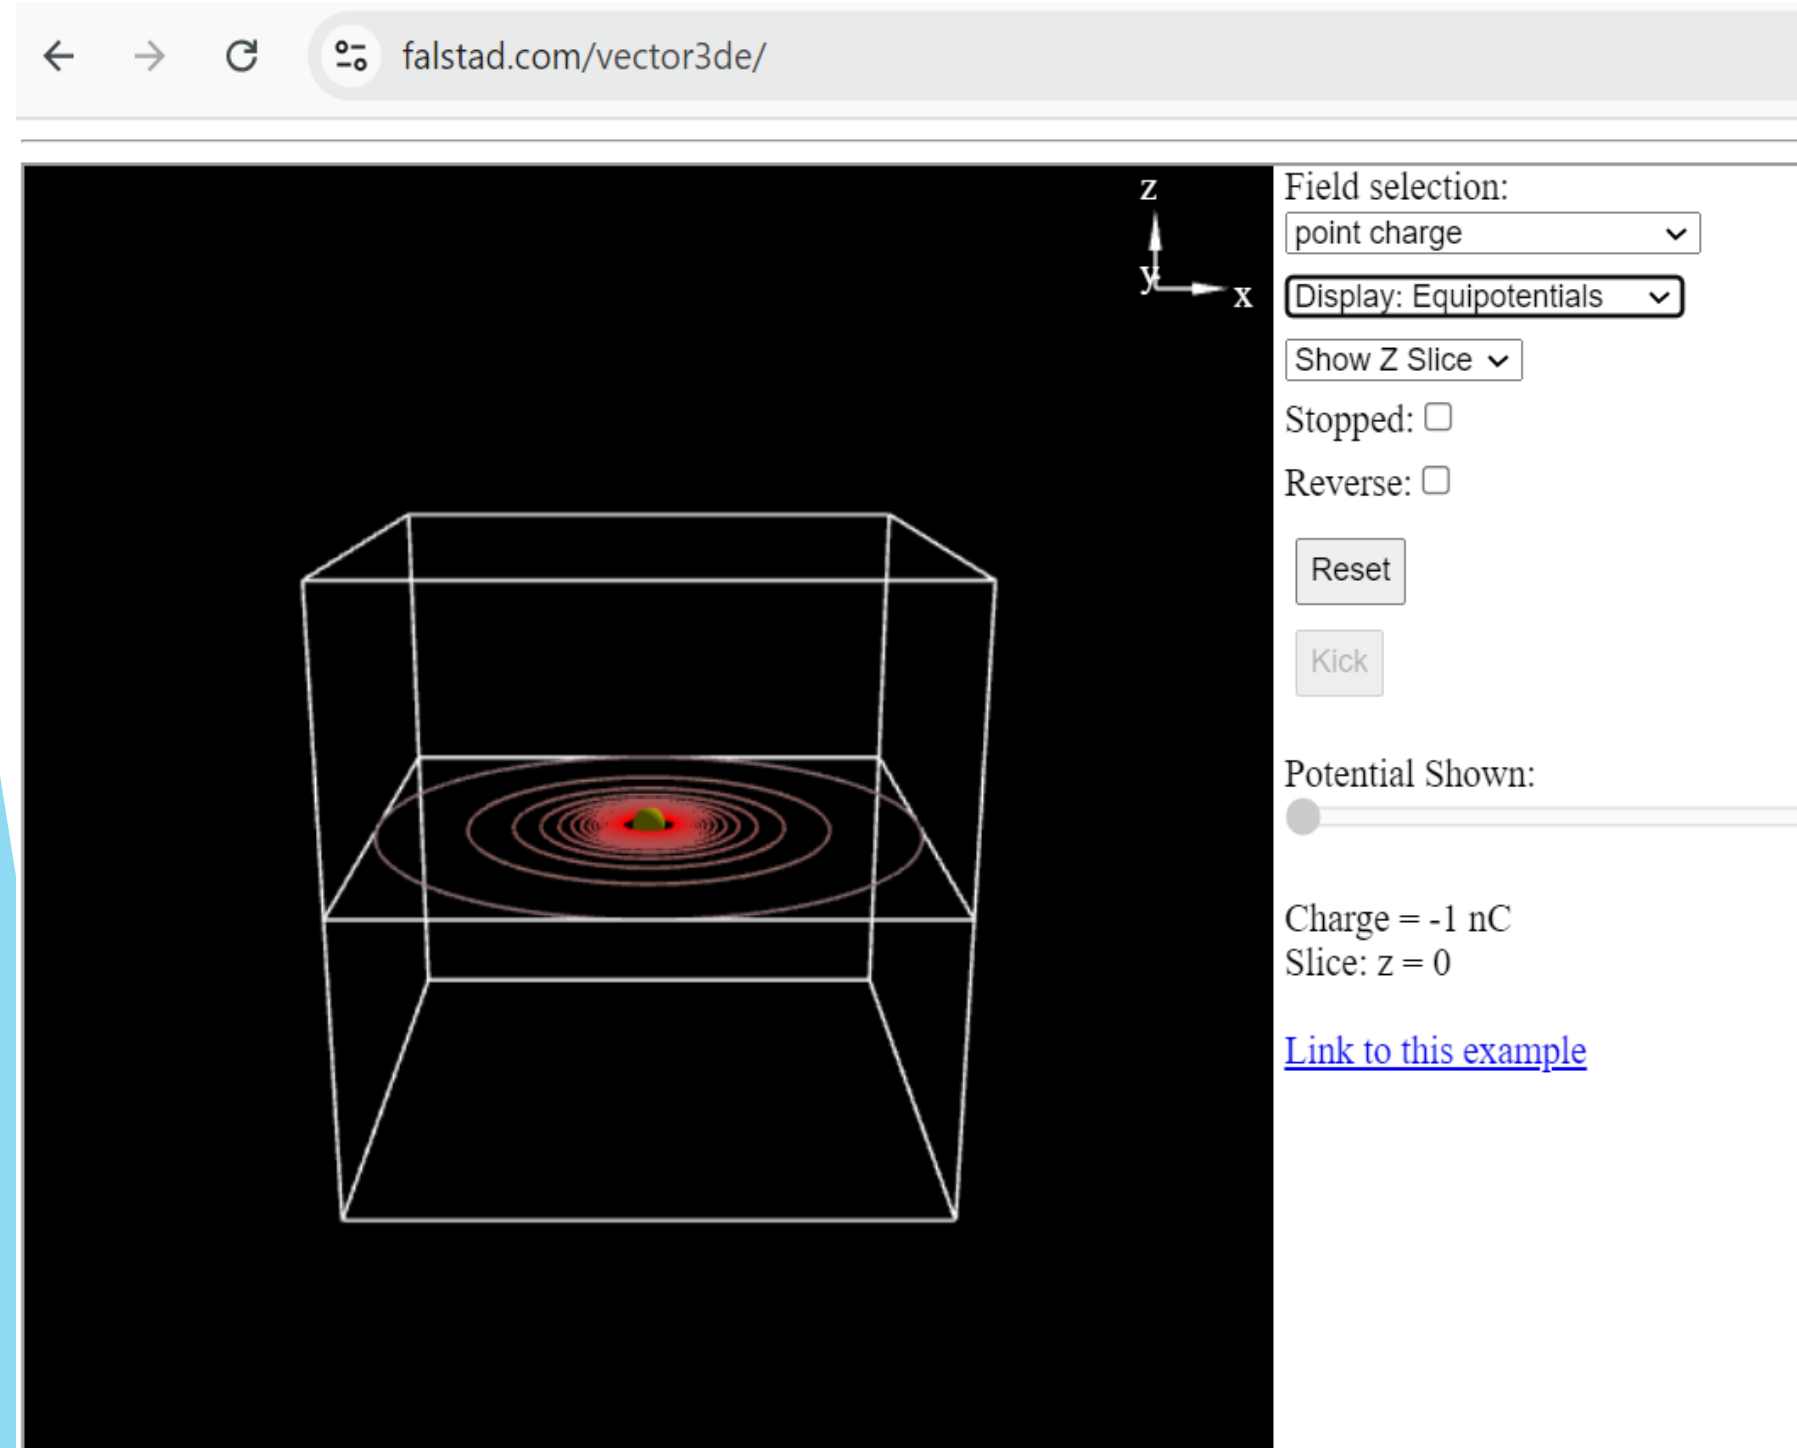 falstad.com/vector3de/
z
y
x
Field selection:
point charge
Display: Equipotentials
Show Z Slice
Stopped:
Reverse:
Reset
Kick
Potential Shown:
Charge = -1 nC
Slice: z = 0
Link to this example